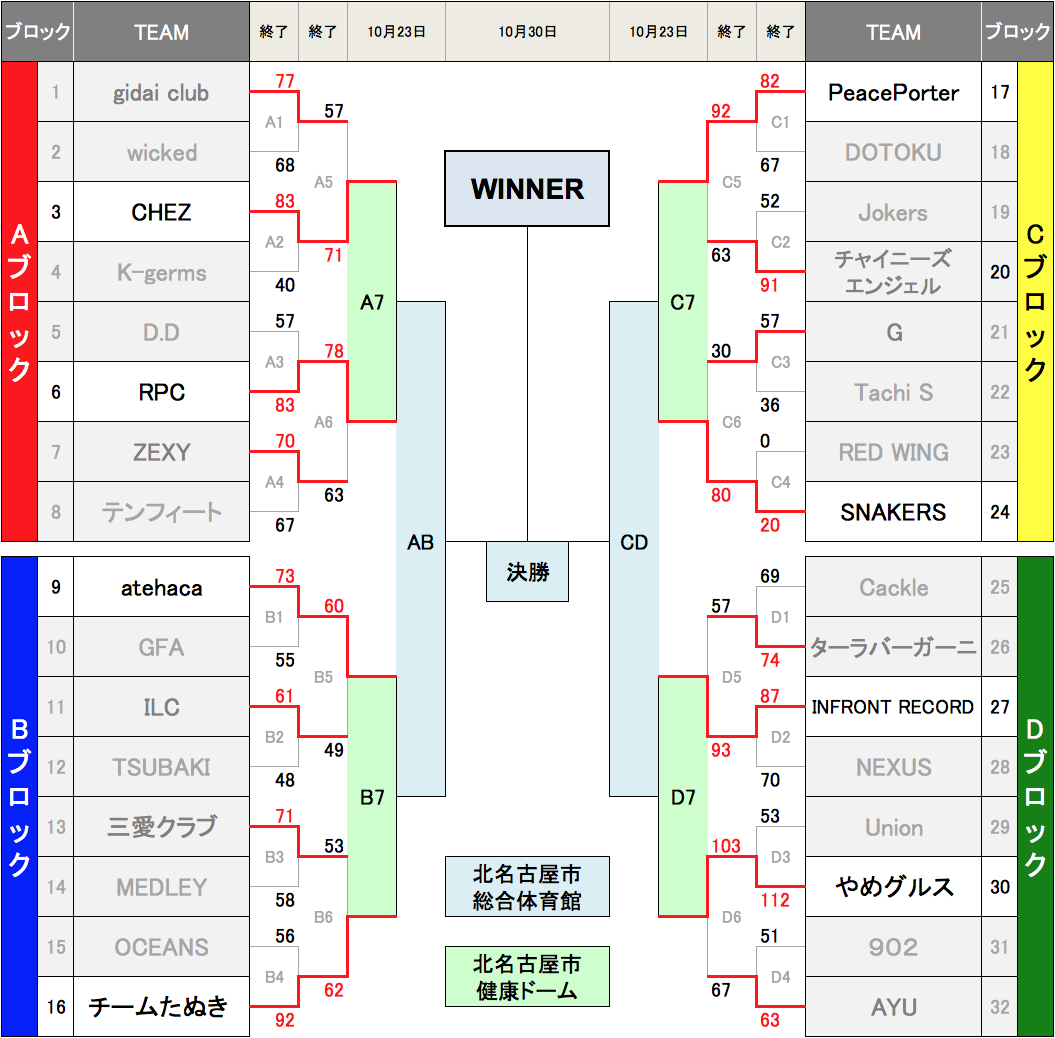 ブロック TEAM 終了 終了 10月23日 10月30日 10月23日 終了 終了 TEAM ブロック
Aブロック
1 gidai club 77
A1
2 wicked 68
57
A5
3 CHEZ 83
A2
4 K-germs 40
71
A7
5 D.D 57
A3
6 RPC 83
78
A6
7 ZEXY 70
A4
8 テンフィート 67
63
Bブロック
9 atehaca 73
B1
10 GFA 55
60
B5
11 ILC 61
B2
12 TSUBAKI 48
49
B7
13 三愛クラブ 71
B3
14 MEDLEY 58
53
B6
15 OCEANS 56
B4
16 チームたぬき 92
62
AB
WINNER
決勝
CD
北名古屋市
総合体育館
北名古屋市
健康ドーム
Cブロック
82 PeacePorter 17
C1
67 DOTOKU 18
92
C5
52 Jokers 19
C2
91 チャイニーズ
エンジェル 20
63
C7
57 G 21
C3
36 Tachi S 22
30
C6
0 RED WING 23
C4
20 SNAKERS 24
80
Dブロック
69 Cackle 25
D1
74 ターラバーガーニ 26
57
D5
87 INFRONT RECORD 27
D2
70 NEXUS 28
93
D7
53 Union 29
D3
112 やめグルス 30
103
D6
51 902 31
D4
63 AYU 32
67